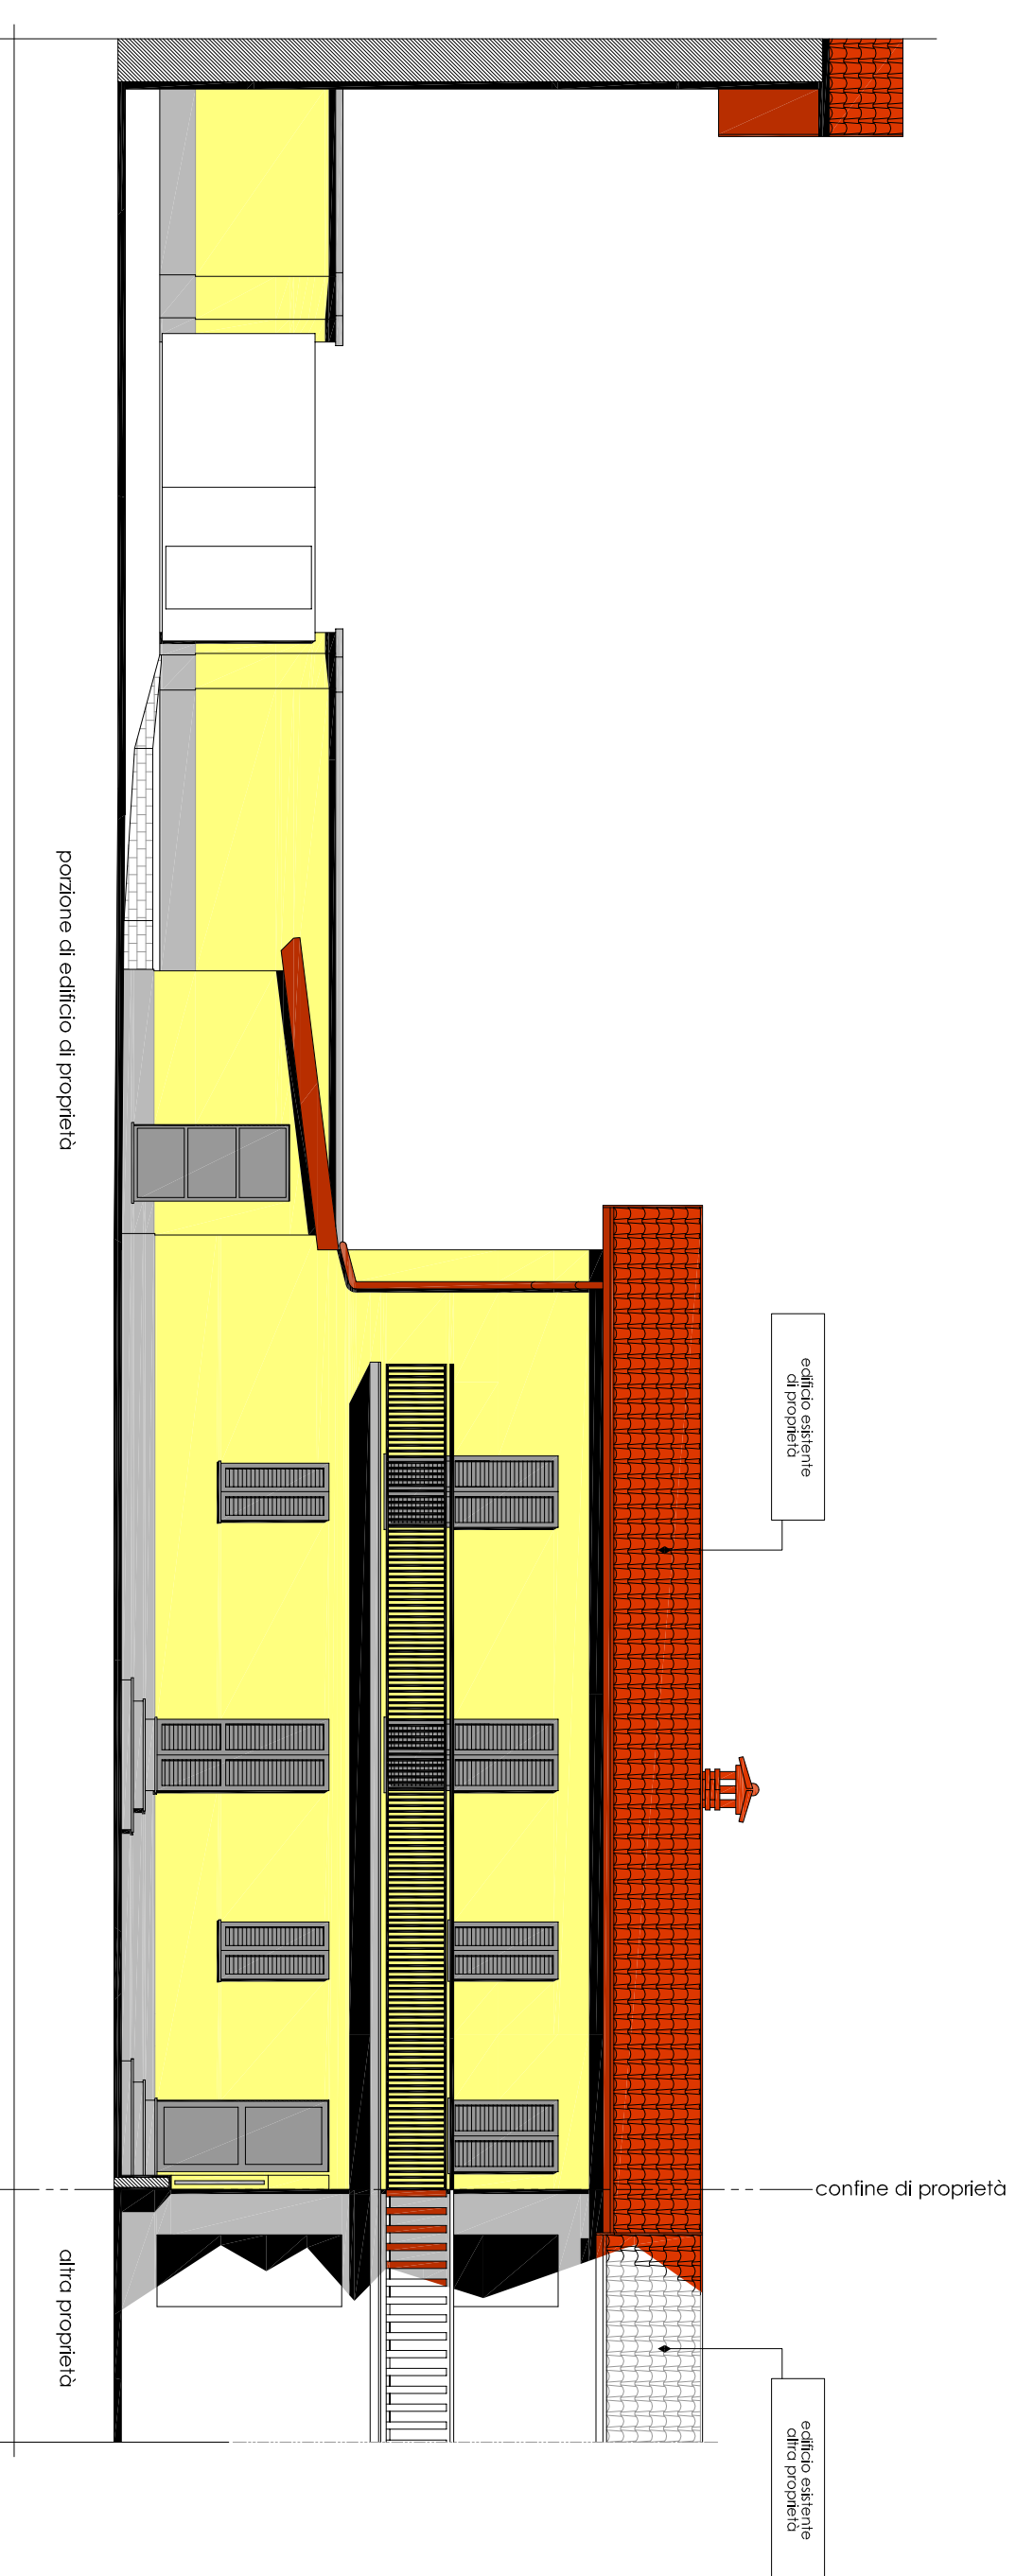 edificio esistente
di proprietà
confine di proprietà
edificio esistente
altra proprietà
porzione di edificio di proprietà
altra proprietà